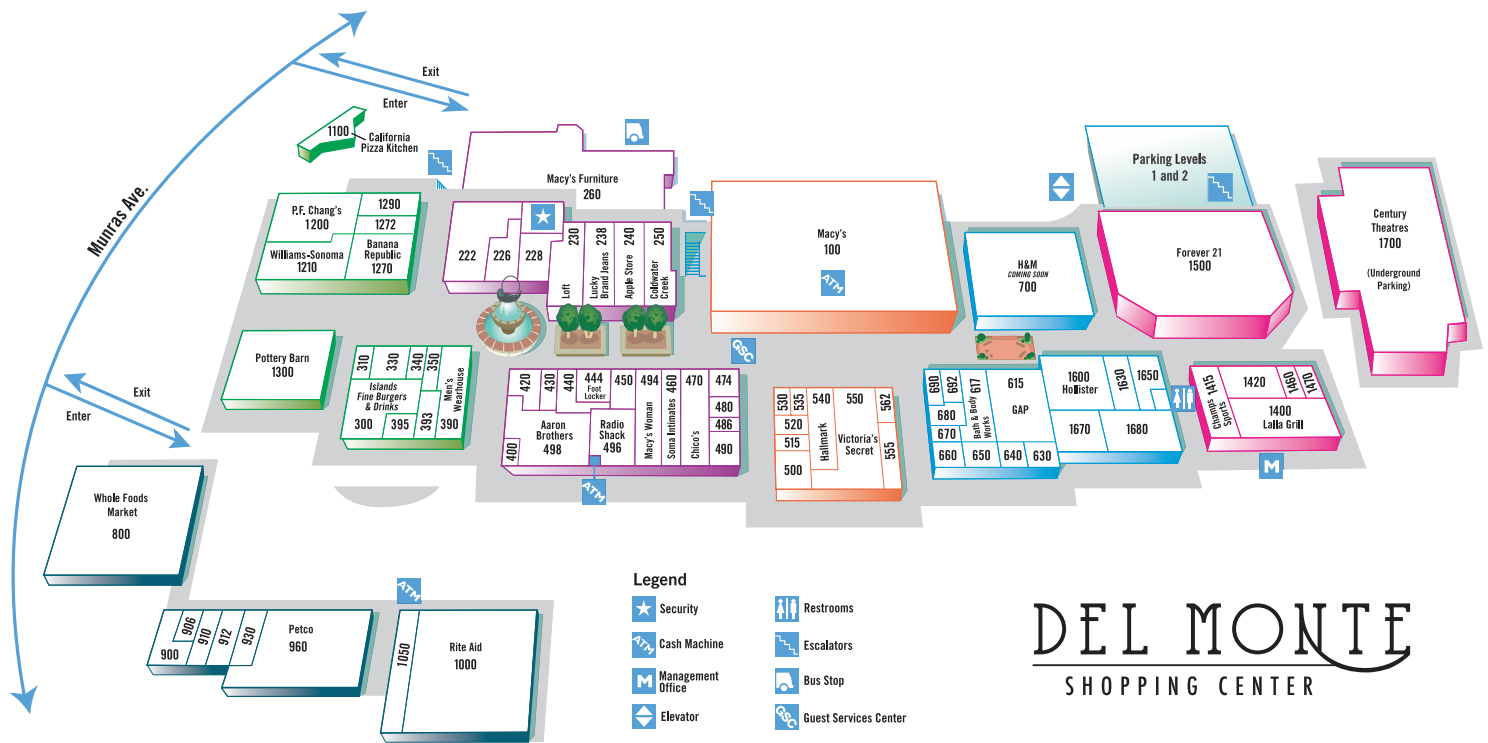 Exit
Enter
Munras Ave.
1100
California
Pizza Kitchen
Macy's Furniture
260
Parking Levels
1 and 2
P.F. Chang's
1200
1290
1272
Williams-Sonoma
1210
Banana
Republic
1270
222
226
228
230
Loft
238
Lucky
Brand Jeans
240
Apple Store
250
Coldwater
Creek
Macy's
100
ATM
H&M
COMING SOON
700
Forever 21
1500
Century
Theatres
1700
(Underground
Parking)
Pottery Barn
1300
310
330
340
350
Men's
Wearhouse
Islands
Fine Burgers
& Drinks
300
395
393
390
GSC
420
430
440
444
Foot
Locker
450
494
Macy's Woman
460
Soma Intimates
470
Chico's
474
480
486
490
400
Aaron
Brothers
498
Radio
Shack
496
ATM
530
535
540
Hallmark
550
Victoria's
Secret
562
520
515
500
555
690
692
617
Bath & Body
Works
615
GAP
680
670
660
650
640
630
1600
Hollister
1630
1650
1670
1680
1415
Champs
Sports
1420
1460
1470
1400
Lalla Grill
M
Exit
Enter
Whole Foods
Market
800
906
900
910
912
930
Petco
960
ATM
1050
Rite Aid
1000
Legend
Security
Restrooms
ATM
Cash Machine
Escalators
M
Management
Office
Bus Stop
Elevator
GSC
Guest Services Center
DEL MONTE
SHOPPING CENTER